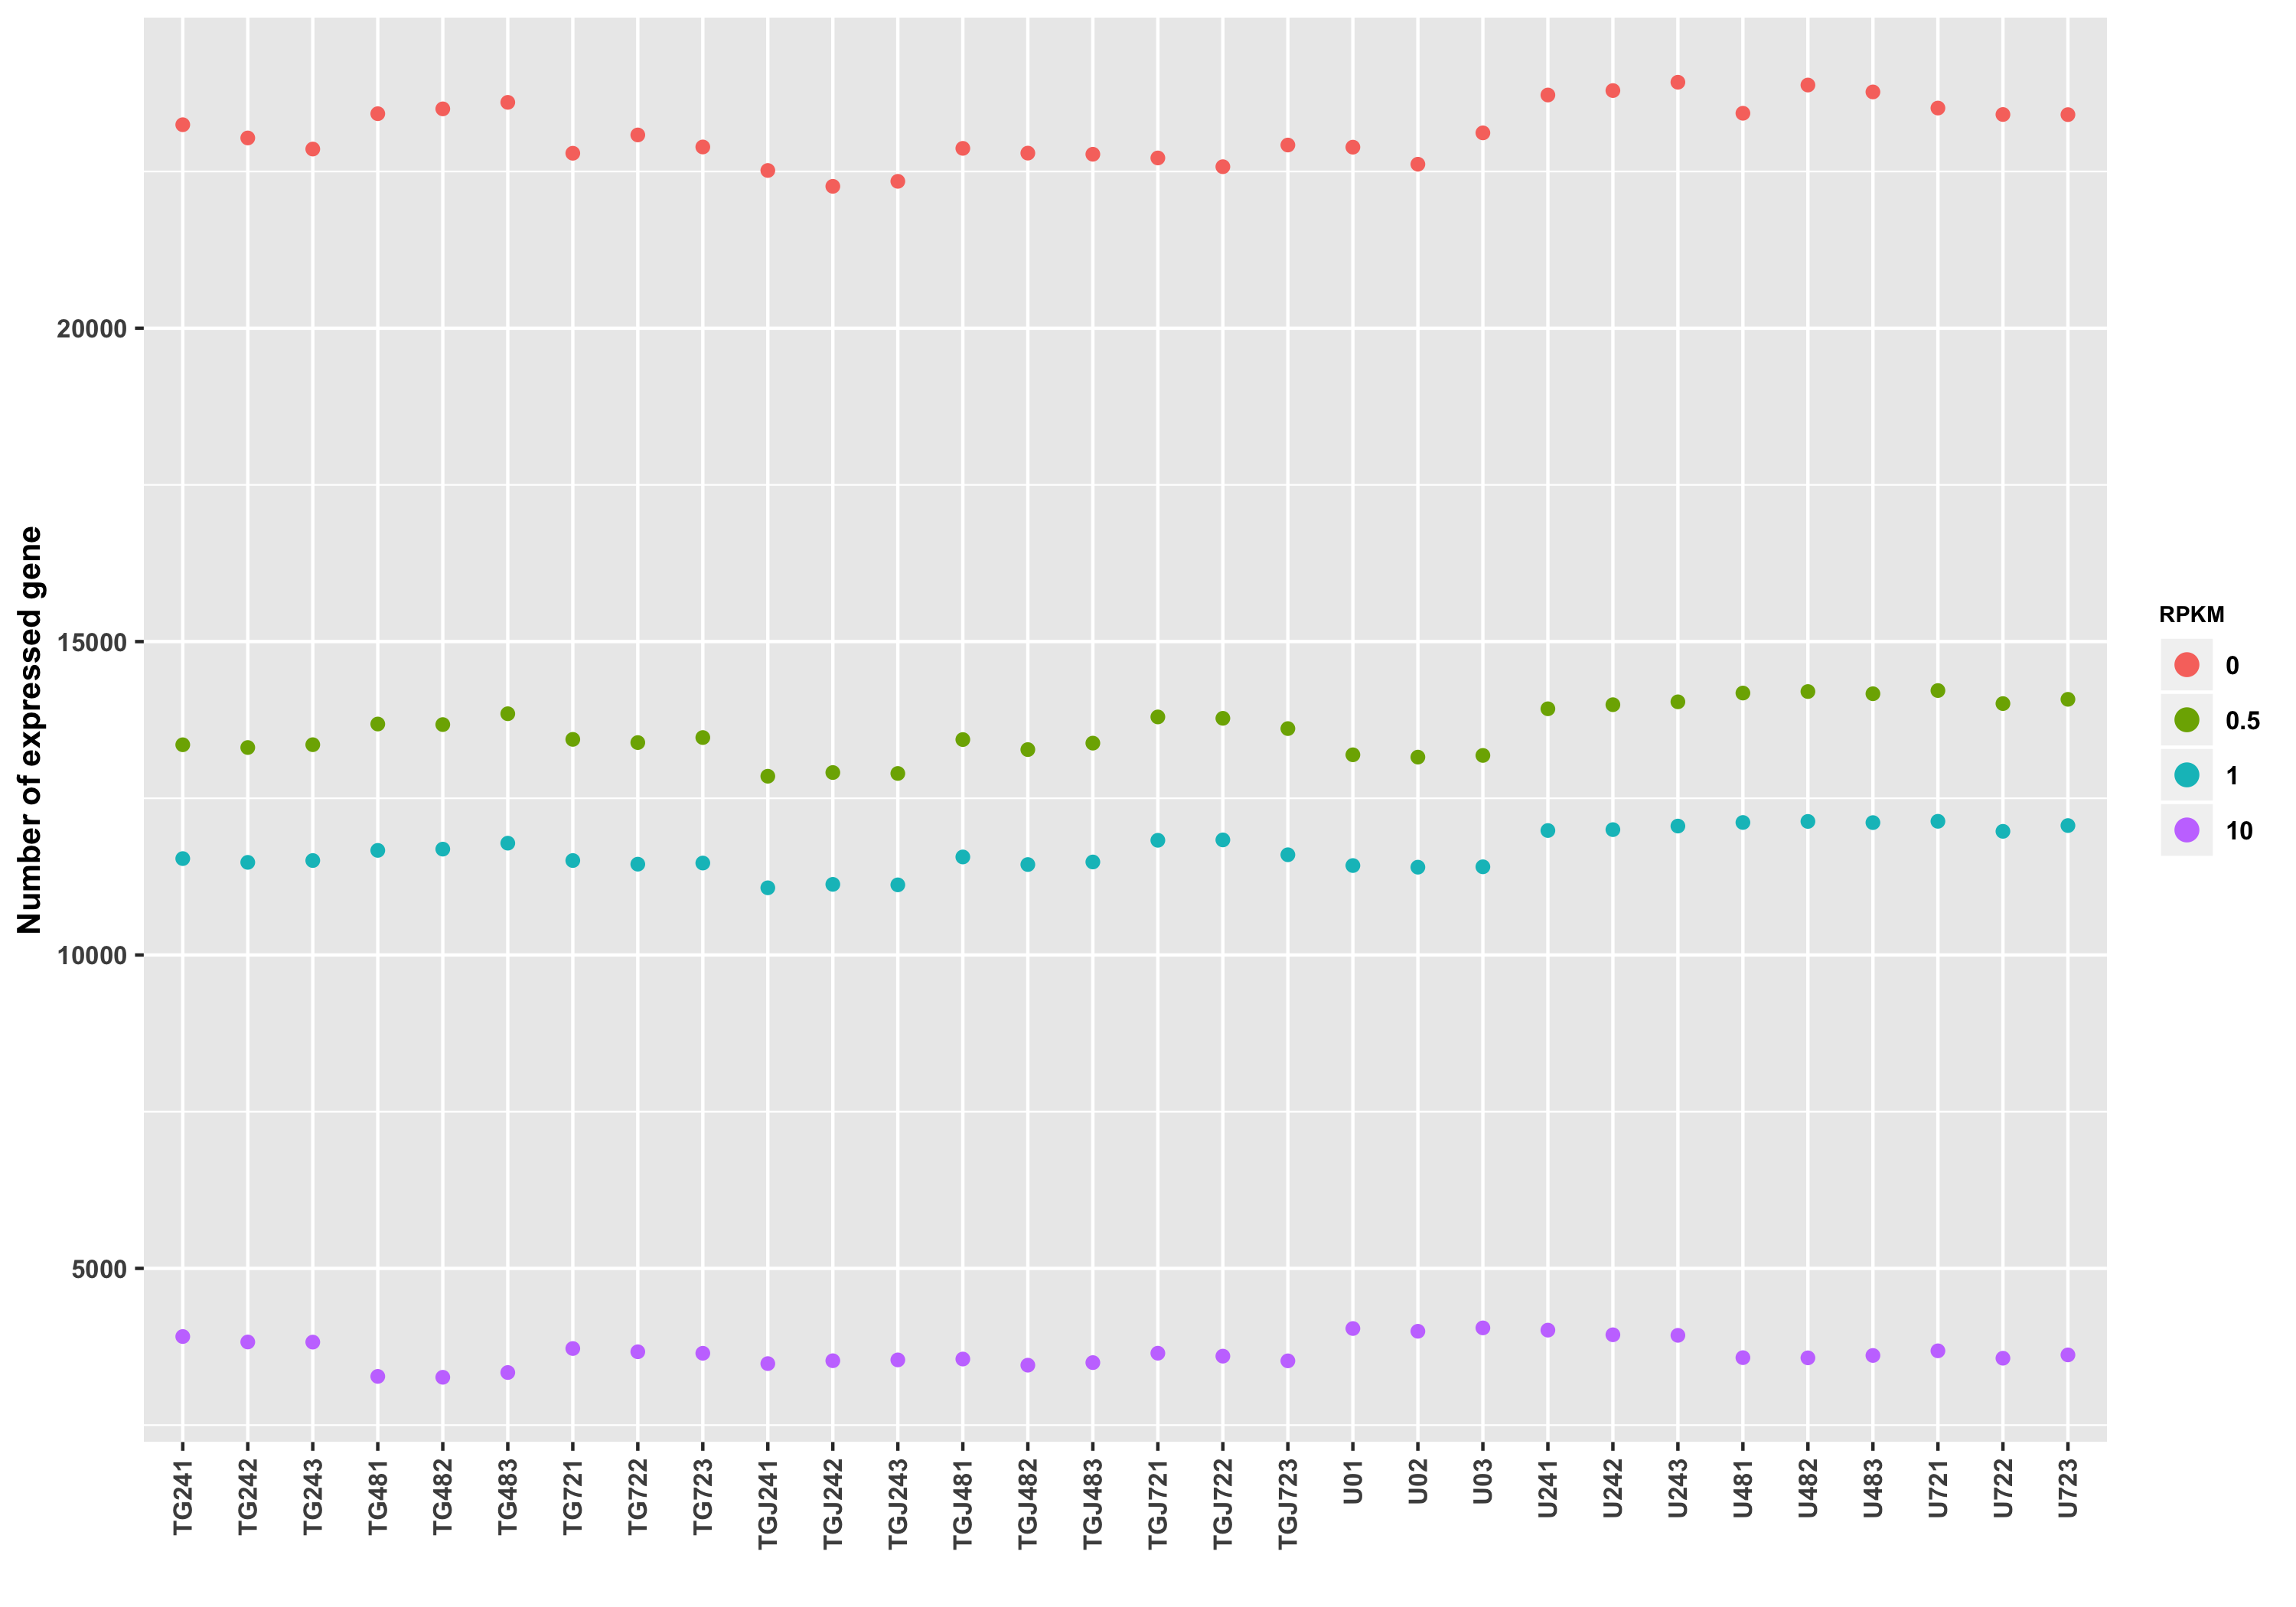 Number of expressed gene
20000
15000
10000
5000
TG241
TG242
TG243
TG481
TG482
TG483
TG721
TG722
TG723
TGJ241
TGJ242
TGJ243
TGJ481
TGJ482
TGJ483
TGJ721
TGJ722
TGJ723
U01
U02
U03
U241
U242
U243
U481
U482
U483
U721
U722
U723
RPKM
0
0.5
1
10